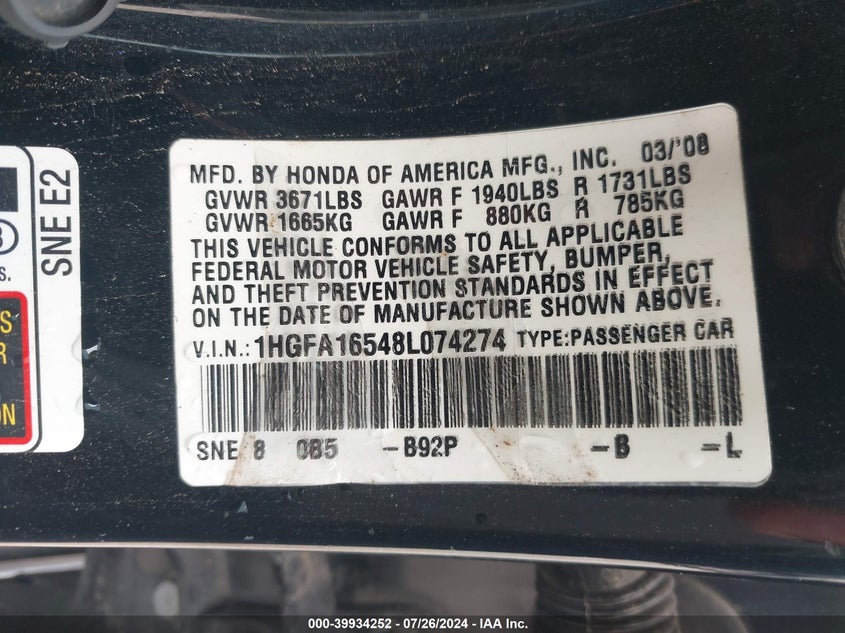 MFD. BY HONDA OF AMERICA MFG., INC. 03/'08
GVWR 3671LBS GAWR F 1940LBS R 1731LBS
GVWR 1665KG GAWR F 880KG R 785KG
THIS VEHICLE CONFORMS TO ALL APPLICABLE
FEDERAL MOTOR VEHICLE SAFETY, BUMPER,
AND THEFT PREVENTION STANDARDS IN EFFECT
ON THE DATE OF MANUFACTURE SHOWN ABOVE.
V.I.N.: 1HGFA16548L074274 TYPE:PASSENGER CAR
SNE 8 0B5 -B92P -B -L
SNE E2
S.
S
R
ON
000-39934252 - 07/26/2024 - IAA Inc.